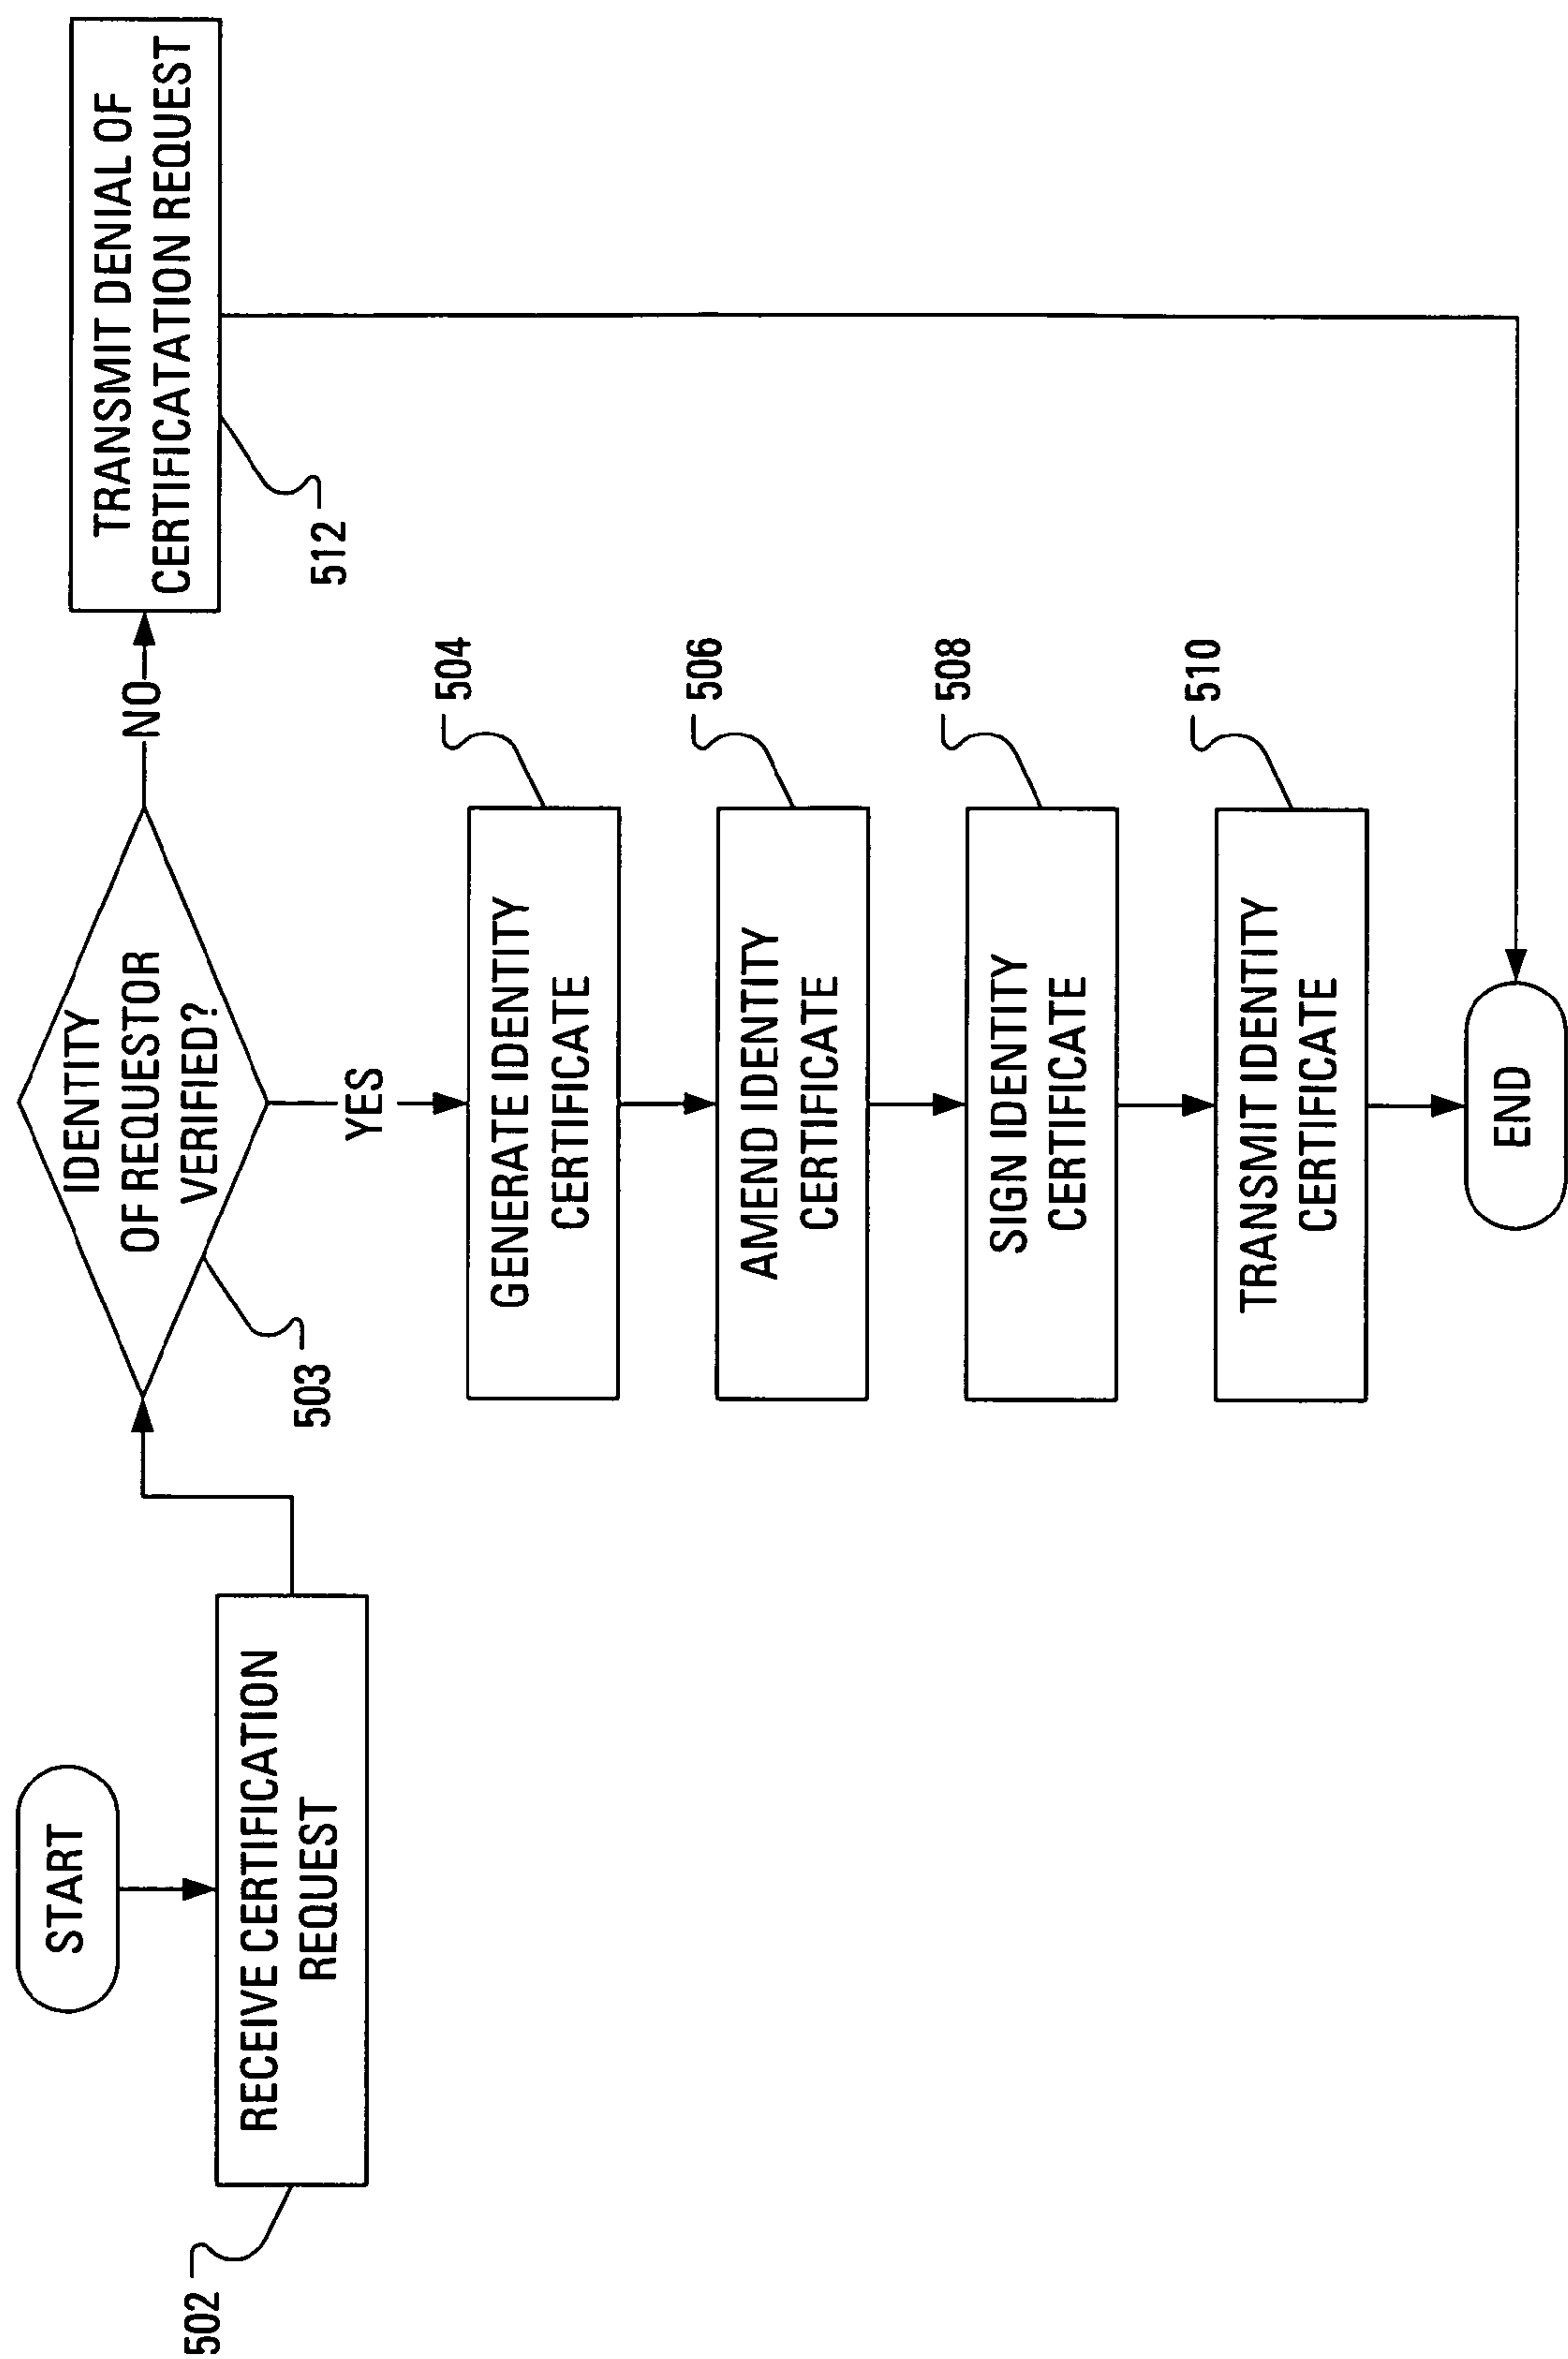 START
RECEIVE CERTIFICATION
REQUEST
502
IDENTITY
OF REQUESTOR
VERIFIED?
503
NO
TRANSMIT DENIAL OF
CERTIFICATATION REQUEST
512
YES
GENERATE IDENTITY
CERTIFICATE
504
AMEND IDENTITY
CERTIFICATE
506
SIGN IDENTITY
CERTIFICATE
508
TRANSMIT IDENTITY
CERTIFICATE
510
END